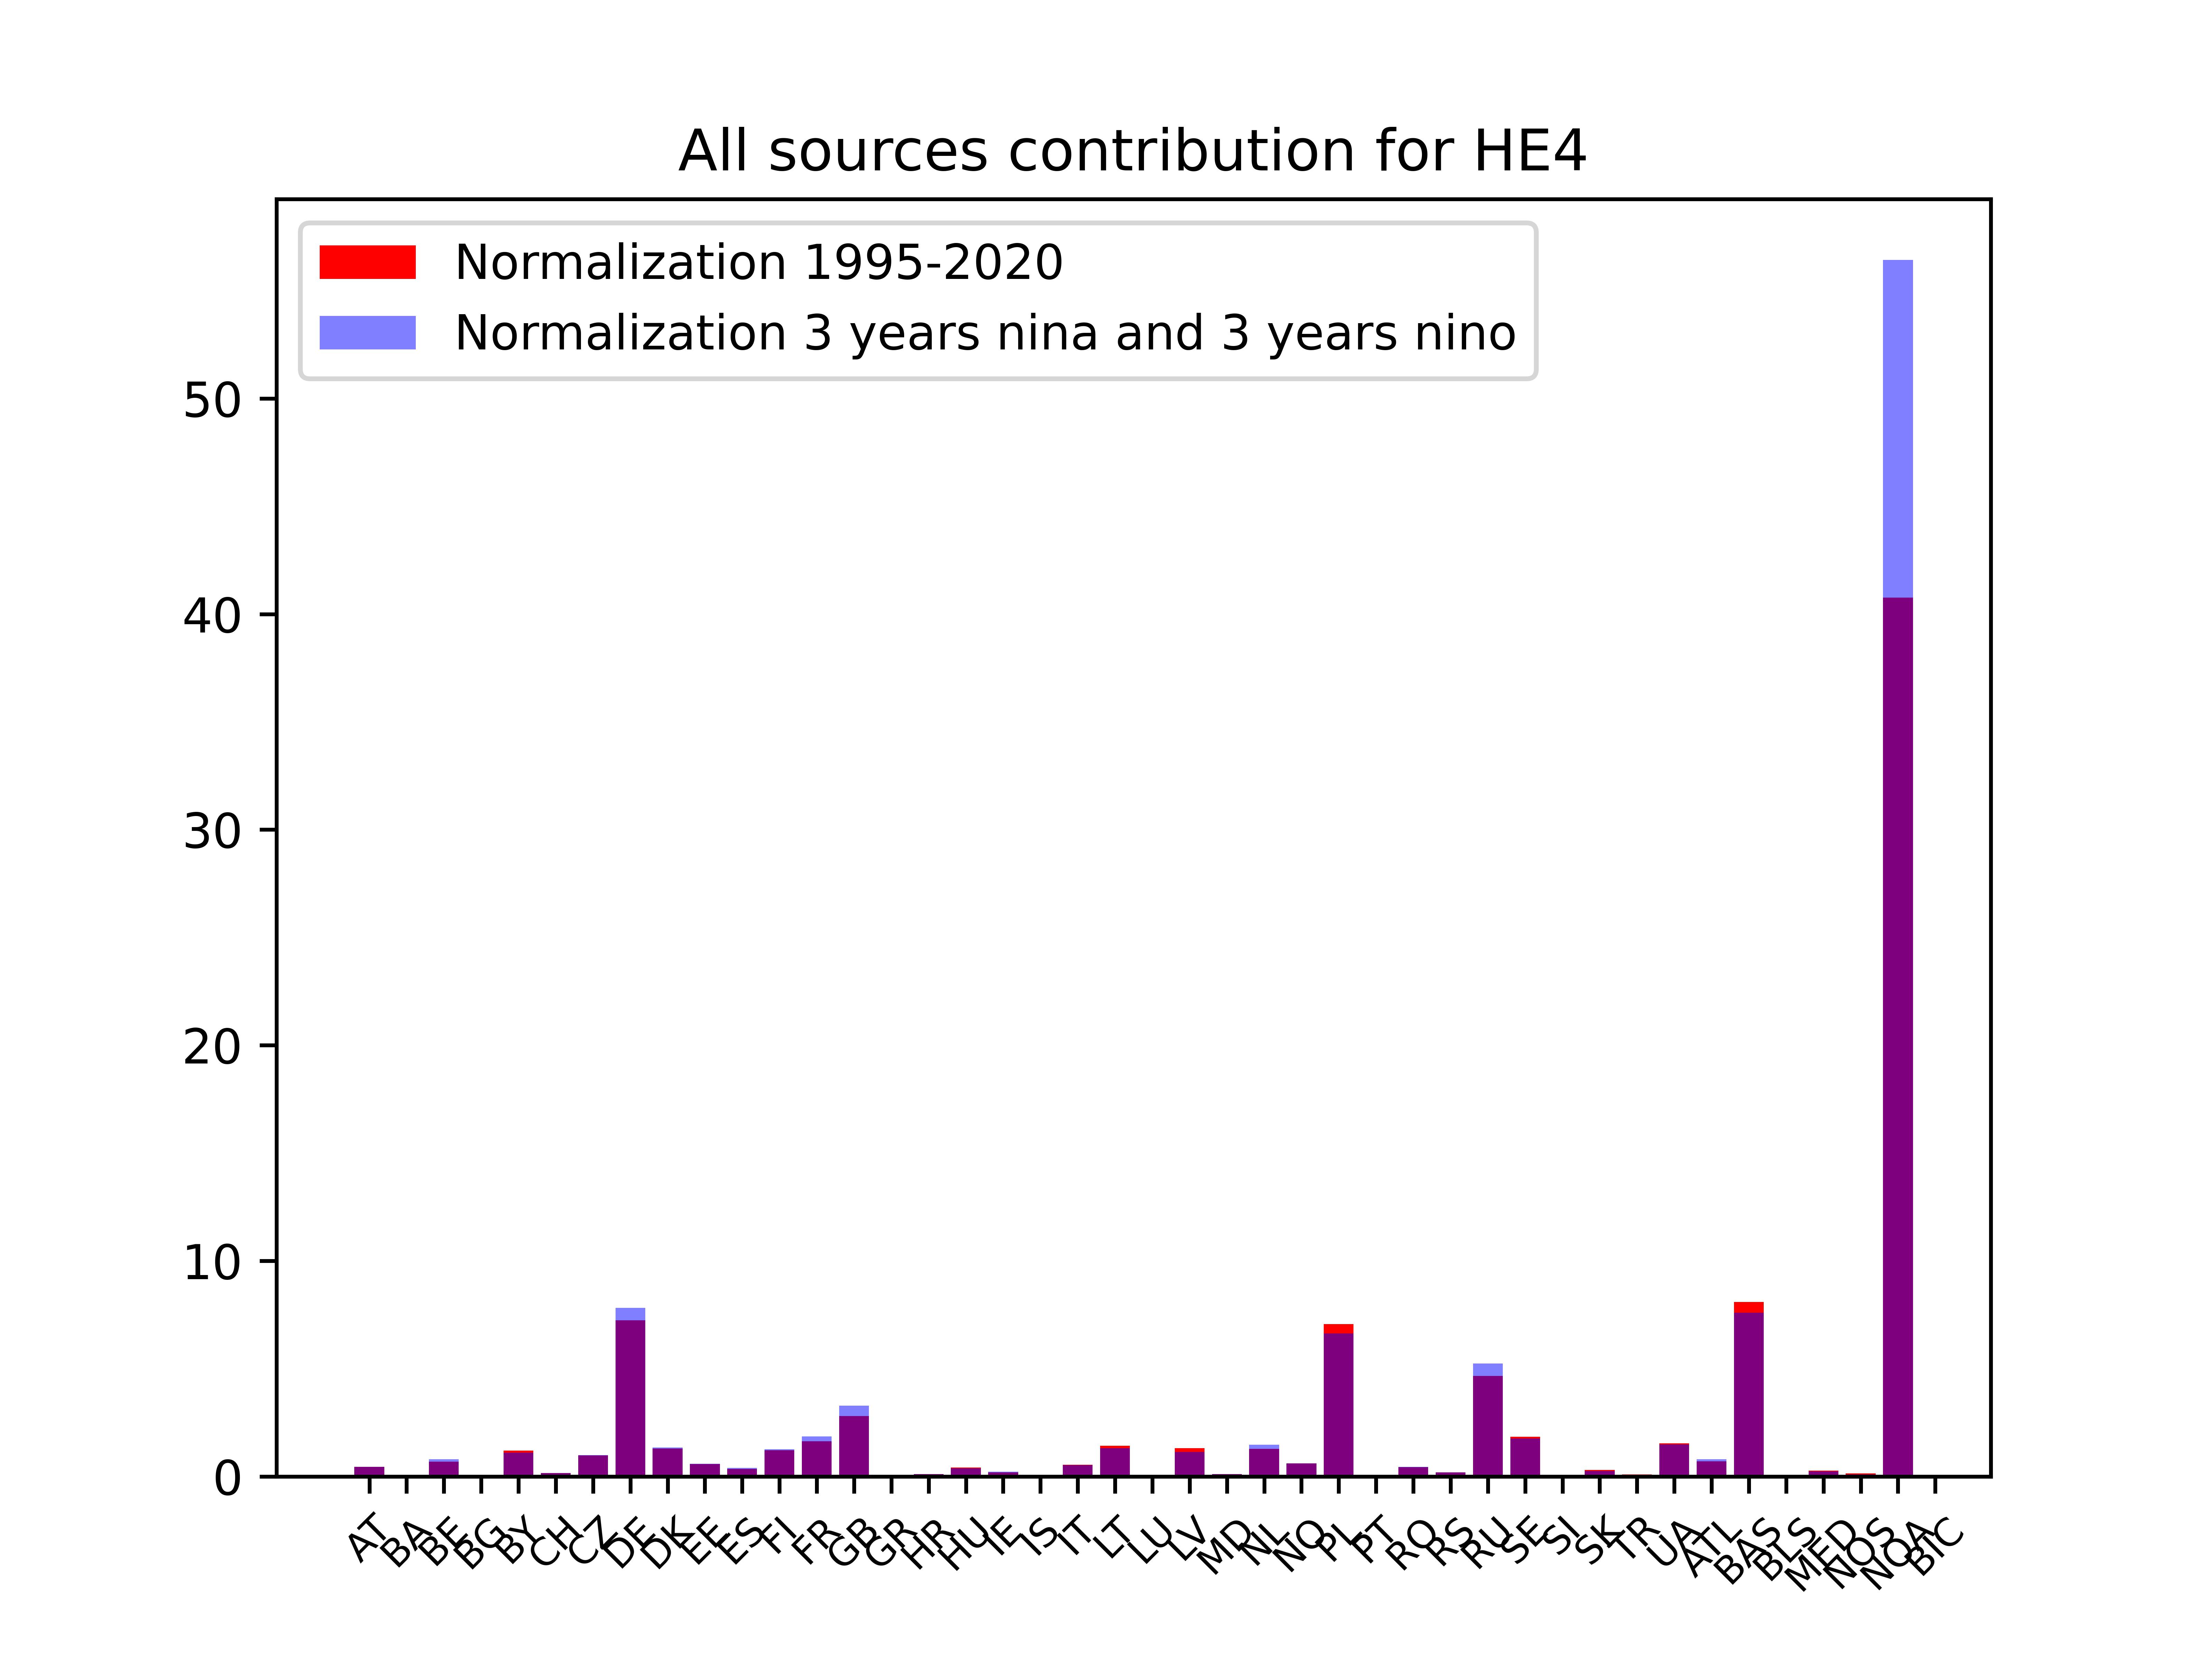 All sources contribution for HE4
Normalization 1995-2020
Normalization 3 years nina and 3 years nino
50
40
30
20
10
0
AT
BA
BE
BG
BY
CH
CZ
DE
DK
EE
ES
FI
FR
GB
GR
HR
HU
IE
IS
IT
LT
LU
LV
MD
NL
NO
PL
PT
RO
RS
RU
SE
SI
SK
TR
UA
ATL
BAS
BLS
MED
NOS
NOA
BIC